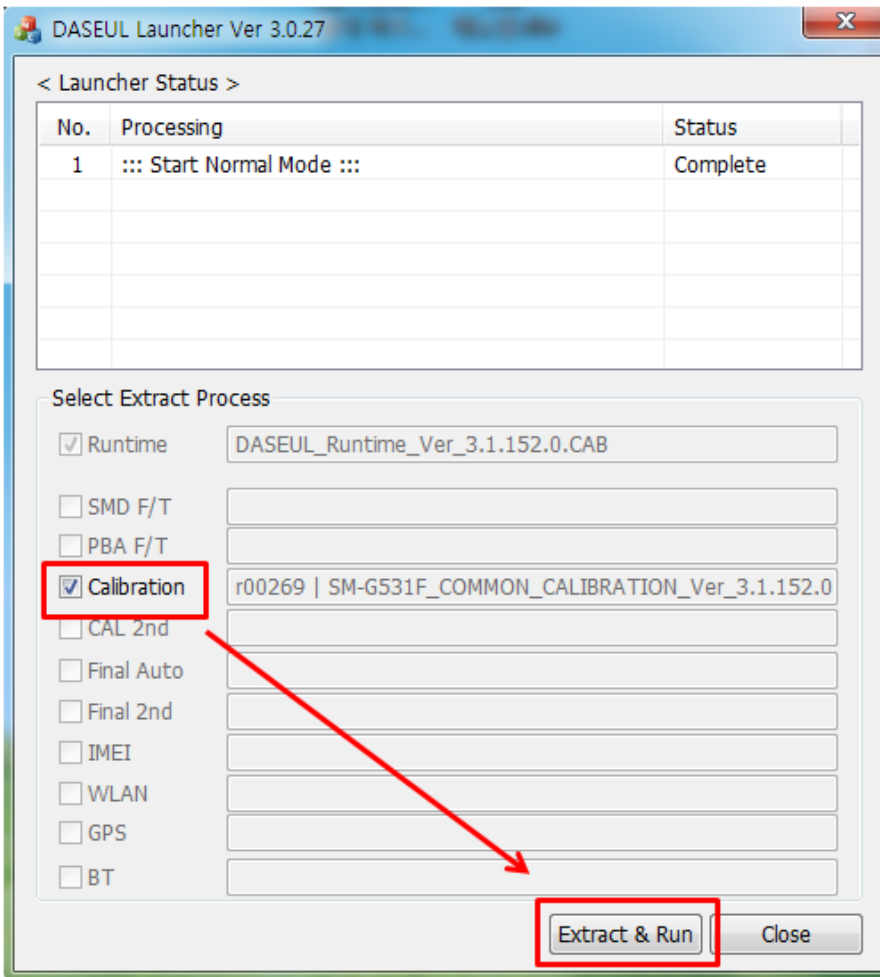 DASEUL Launcher Ver 3.0.27
< Launcher Status >
No. Processing Status
1 ::: Start Normal Mode ::: Complete
Select Extract Process
Runtime DASEUL_Runtime_Ver_3.1.152.0.CAB
SMD F/T
PBA F/T
Calibration r00269 | SM-G531F_COMMON_CALIBRATION_Ver_3.1.152.0
CAL 2nd
Final Auto
Final 2nd
IMEI
WLAN
GPS
BT
Extract & Run Close